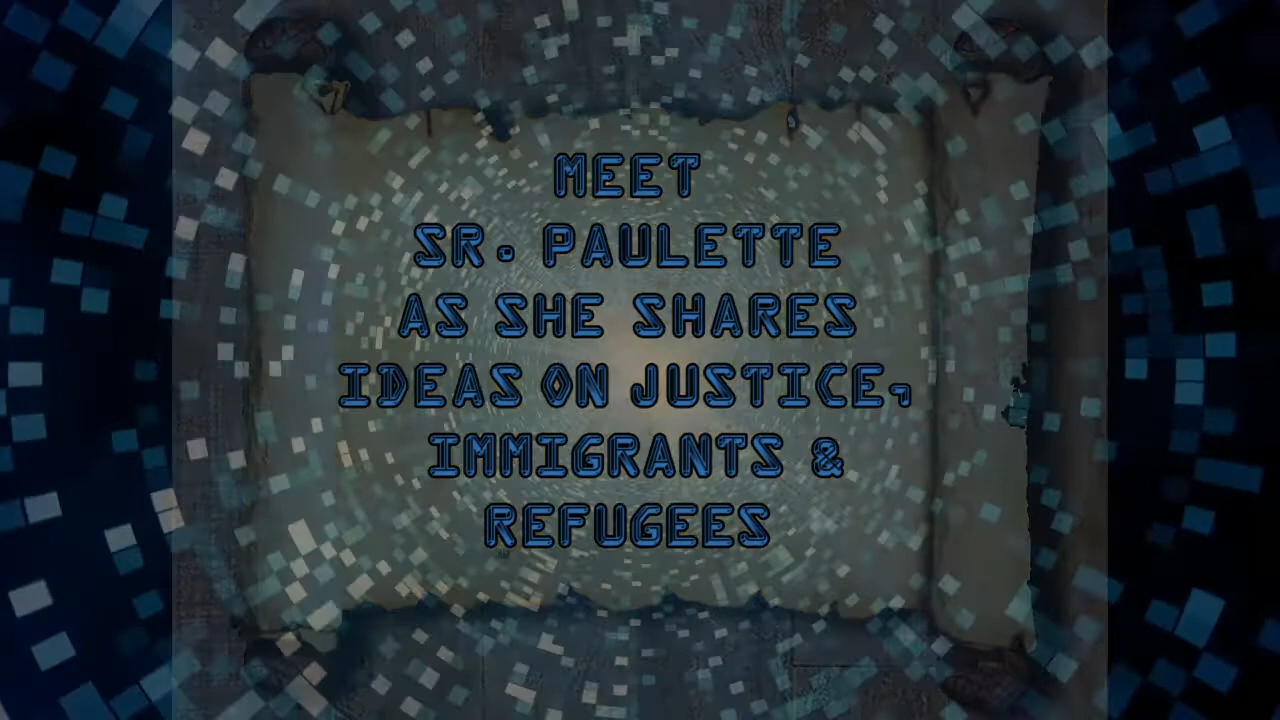 MEET
SR. PAULETTE
AS SHE SHARES
IDEAS ON JUSTICE,
IMMIGRANTS &
REFUGEES